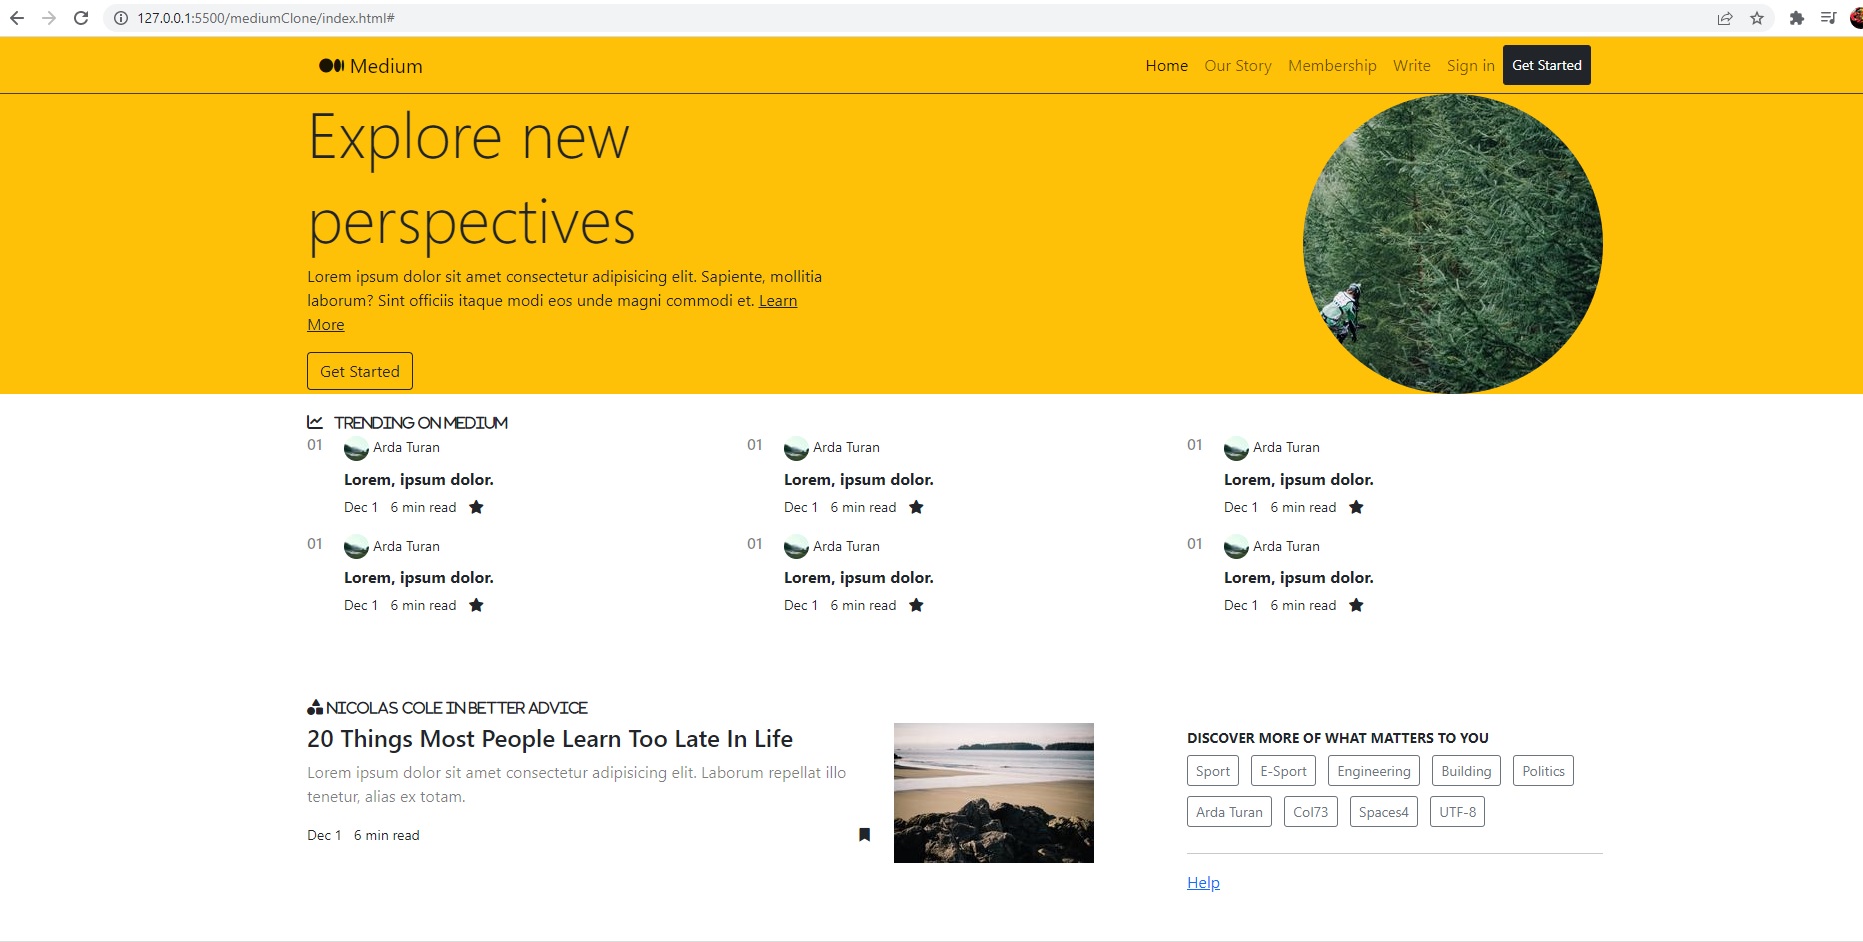 127.0.0.1:5500/mediumClone/index.html#
Medium
Home Our Story Membership Write Sign in Get Started
Explore new
perspectives
Lorem ipsum dolor sit amet consectetur adipisicing elit. Sapiente, mollitia
laborum? Sint officiis itaque modi eos unde magni commodi et. Learn
More
Get Started
TRENDING ON MEDIUM
01 Arda Turan
Lorem, ipsum dolor.
Dec 1 6 min read
01 Arda Turan
Lorem, ipsum dolor.
Dec 1 6 min read
01 Arda Turan
Lorem, ipsum dolor.
Dec 1 6 min read
01 Arda Turan
Lorem, ipsum dolor.
Dec 1 6 min read
01 Arda Turan
Lorem, ipsum dolor.
Dec 1 6 min read
01 Arda Turan
Lorem, ipsum dolor.
Dec 1 6 min read
NICOLAS COLE IN BETTER ADVICE
20 Things Most People Learn Too Late In Life
Lorem ipsum dolor sit amet consectetur adipisicing elit. Laborum repellat illo
tenetur, alias ex totam.
Dec 1 6 min read
DISCOVER MORE OF WHAT MATTERS TO YOU
Sport E-Sport Engineering Building Politics
Arda Turan Col73 Spaces4 UTF-8
Help